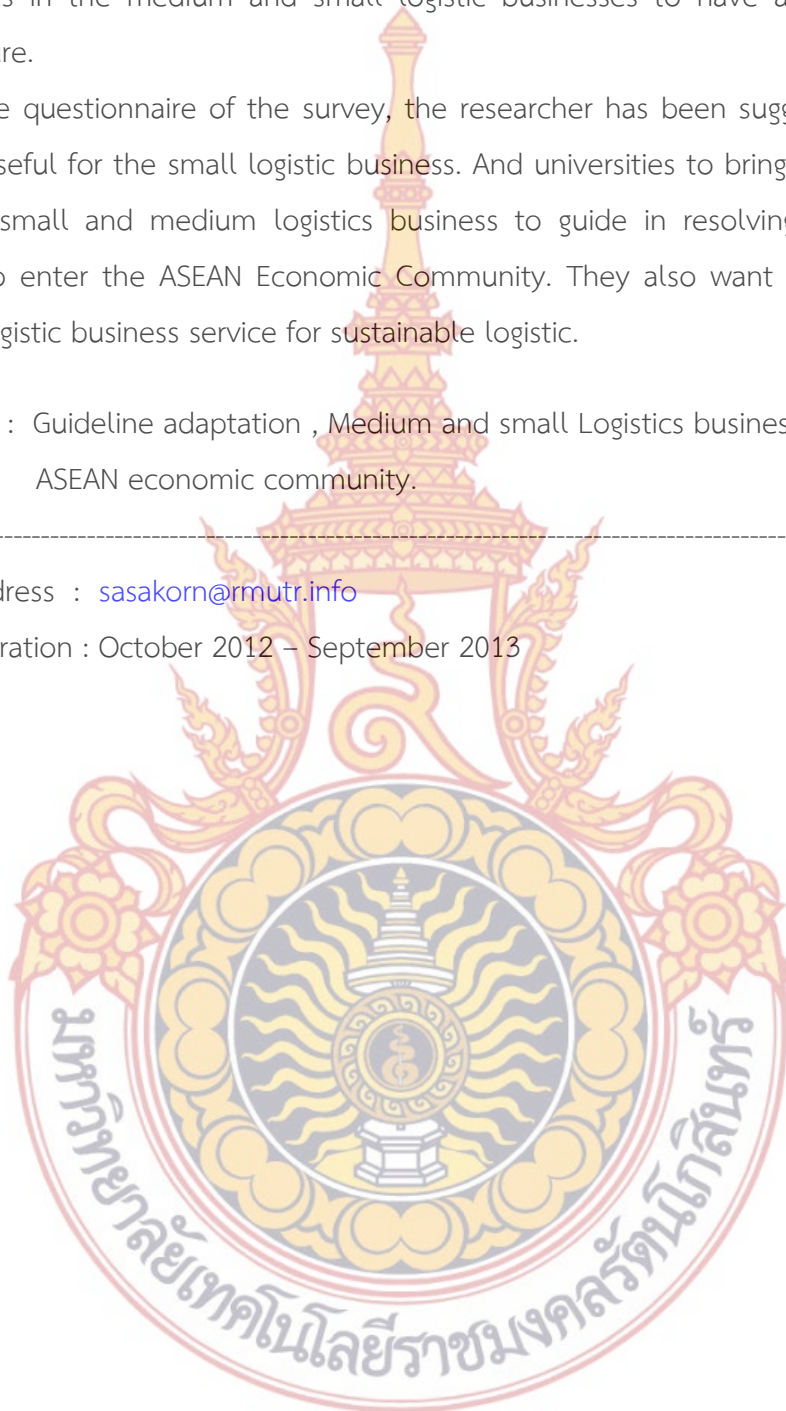 s in the medium and small logistic businesses to have a
re.
e questionnaire of the survey, the researcher has been sugg
seful for the small logistic business. And universities to bring
small and medium logistics business to guide in resolving
o enter the ASEAN Economic Community. They also want
gistic business service for sustainable logistic.
: Guideline adaptation , Medium and small Logistics busines
ASEAN economic community.
dress : sasakorn@rmutr.info
ration : October 2012 – September 2013
มหาวิทยาลัยเทคโนโลยีราชมงคลรัตนโกสินทร์